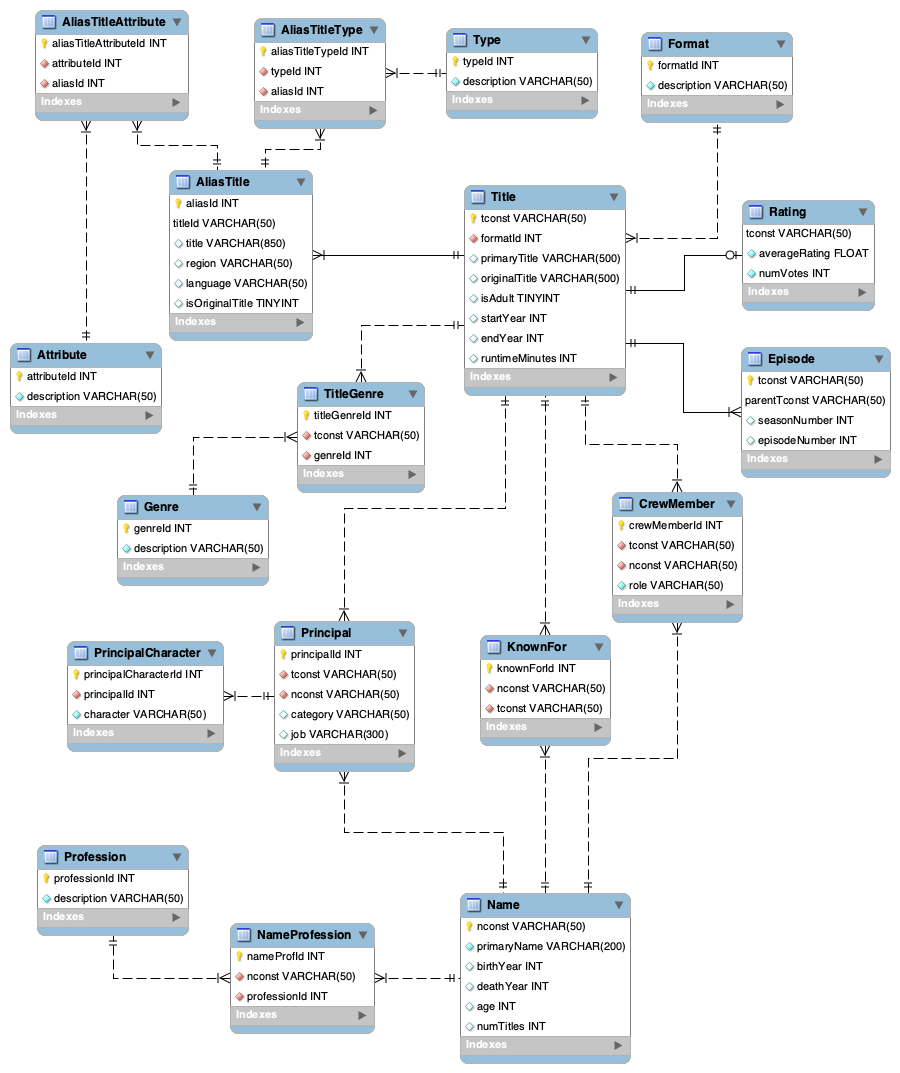 AliasTitleAttribute
aliasTitleAttributeId INT
attributeId INT
aliasId INT
Indexes
AliasTitleType
aliasTitleTypeId INT
typeId INT
aliasId INT
Indexes
Type
typeId INT
description VARCHAR(50)
Indexes
Format
formatId INT
description VARCHAR(50)
Indexes
AliasTitle
aliasId INT
titleId VARCHAR(50)
title VARCHAR(850)
region VARCHAR(50)
language VARCHAR(50)
isOriginalTitle TINYINT
Indexes
Title
tconst VARCHAR(50)
formatId INT
primaryTitle VARCHAR(500)
originalTitle VARCHAR(500)
isAdult TINYINT
startYear INT
endYear INT
runtimeMinutes INT
Indexes
Rating
tconst VARCHAR(50)
averageRating FLOAT
numVotes INT
Indexes
Attribute
attributeId INT
description VARCHAR(50)
Indexes
Episode
tconst VARCHAR(50)
parentTconst VARCHAR(50)
seasonNumber INT
episodeNumber INT
Indexes
TitleGenre
titleGenreId INT
tconst VARCHAR(50)
genreId INT
Indexes
Genre
genreId INT
description VARCHAR(50)
Indexes
CrewMember
crewMemberId INT
tconst VARCHAR(50)
nconst VARCHAR(50)
role VARCHAR(50)
Indexes
PrincipalCharacter
principalCharacterId INT
principalId INT
character VARCHAR(50)
Indexes
Principal
principalId INT
tconst VARCHAR(50)
nconst VARCHAR(50)
category VARCHAR(50)
job VARCHAR(300)
Indexes
KnownFor
knownForId INT
nconst VARCHAR(50)
tconst VARCHAR(50)
Indexes
Profession
professionId INT
description VARCHAR(50)
Indexes
NameProfession
nameProfId INT
nconst VARCHAR(50)
professionId INT
Indexes
Name
nconst VARCHAR(50)
primaryName VARCHAR(200)
birthYear INT
deathYear INT
age INT
numTitles INT
Indexes